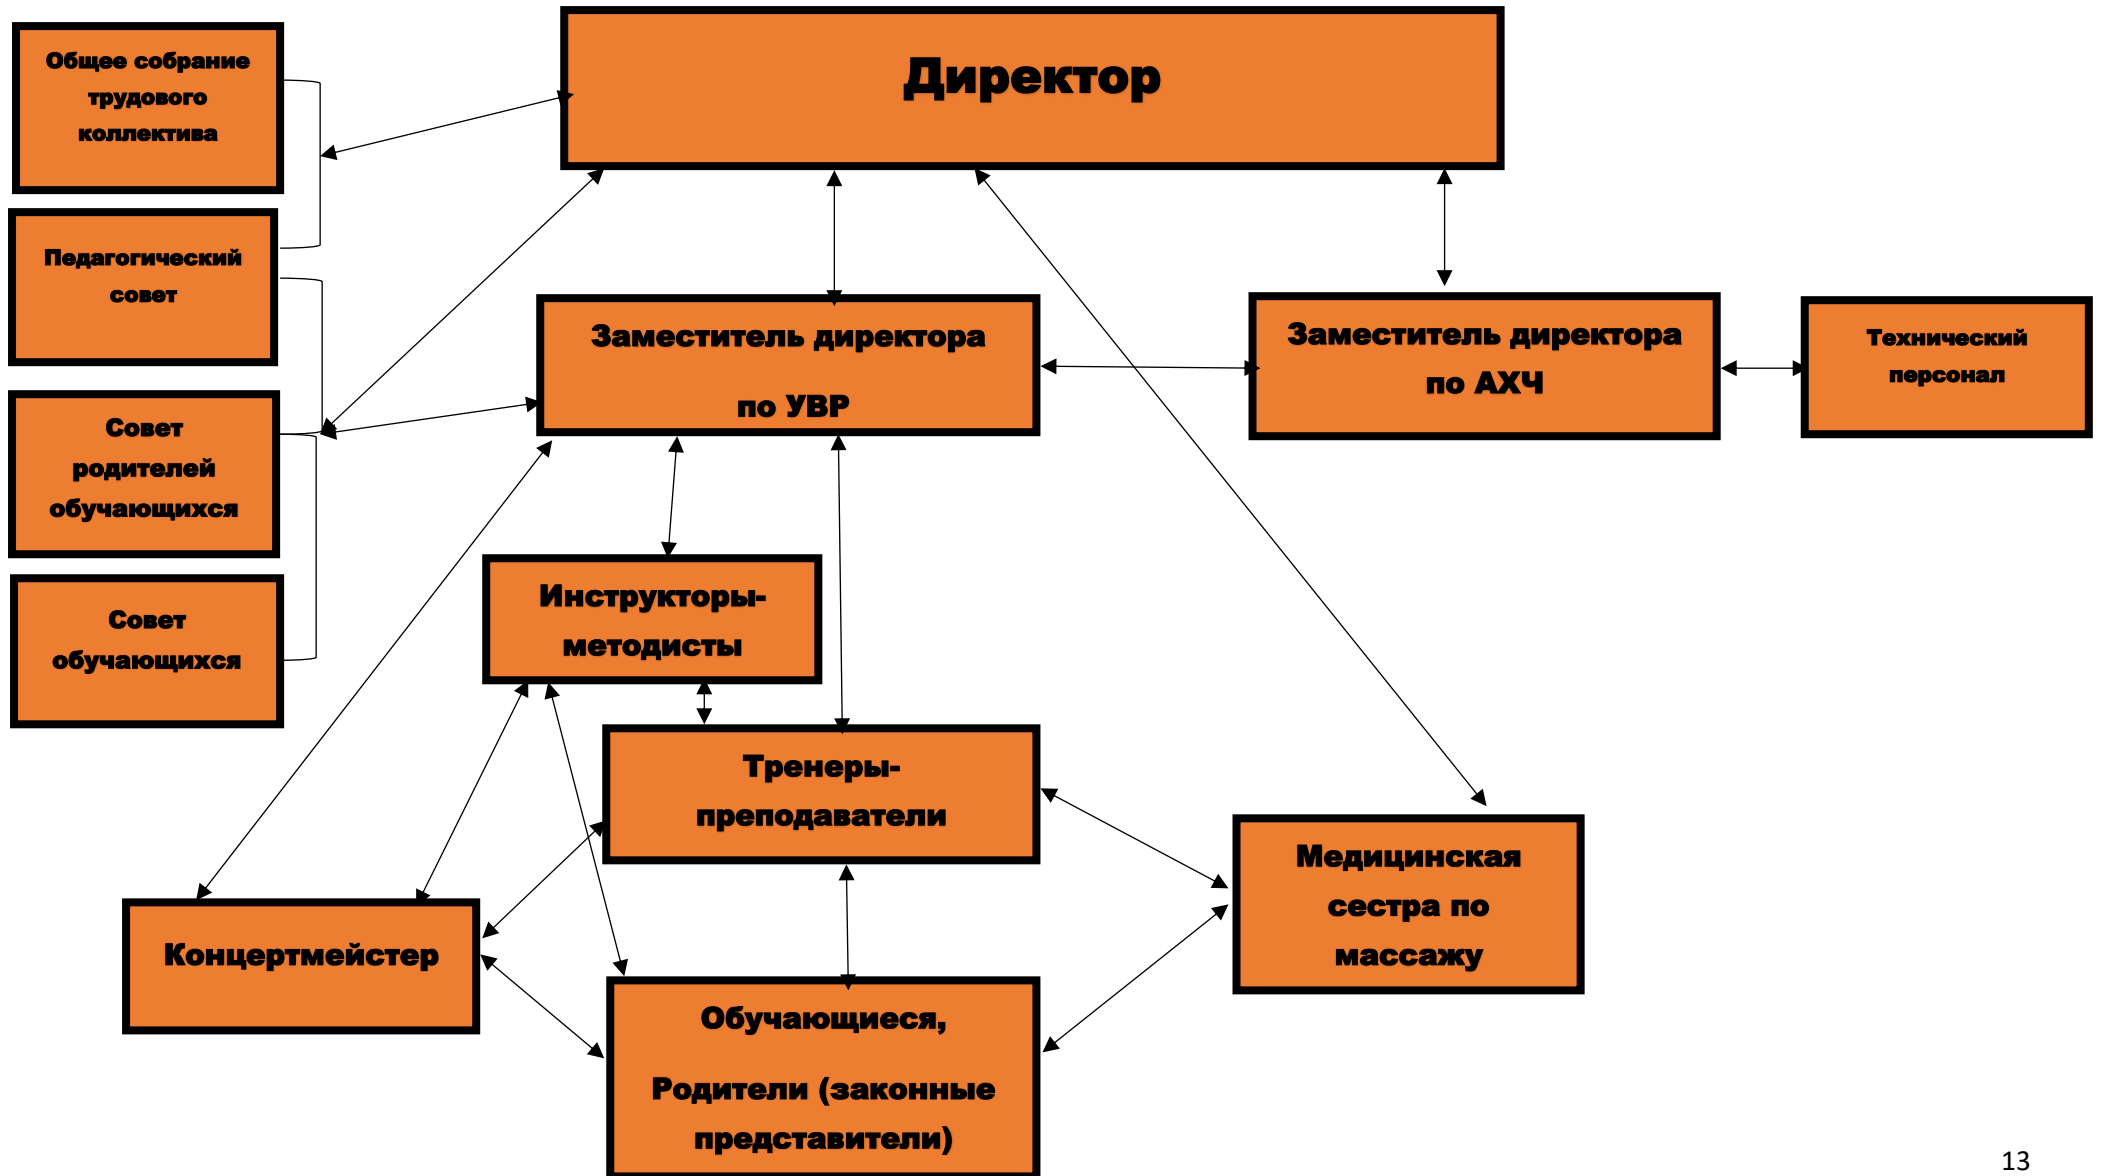 Общее собрание
трудового
коллектива
Директор
Педагогический
совет
Заместитель директора
по УВР
Заместитель директора
по АХЧ
Технический
персонал
Совет
родителей
обучающихся
Инструкторы-
методисты
Совет
обучающихся
Тренеры-
преподаватели
Медицинская
сестра по
массажу
Концертмейстер
Обучающиеся,
Родители (законные
представители)
13